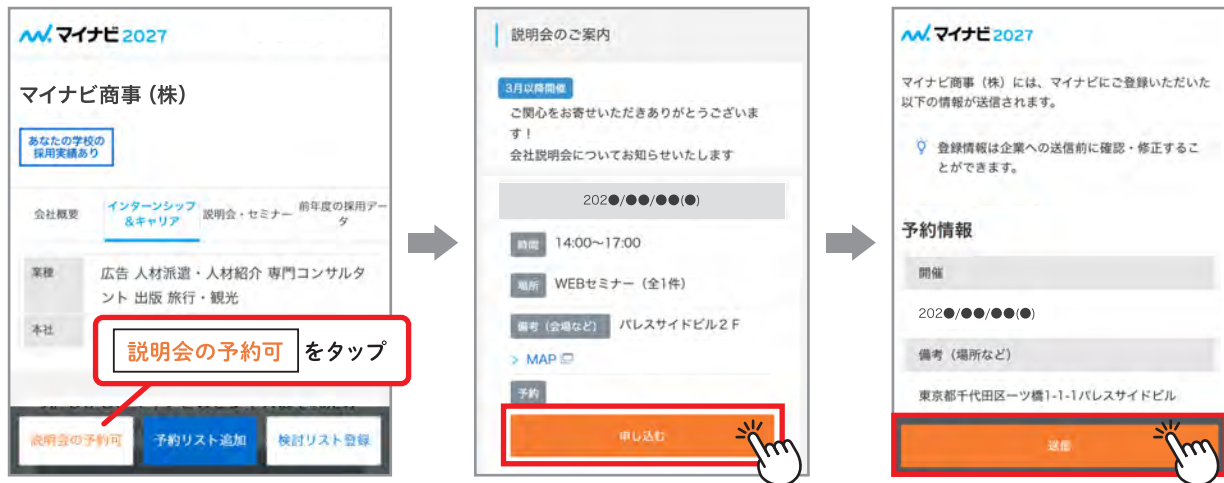 マイナビ2027
マイナビ商事（株）
あなたの学校の
採用実績あり
会社概要
インターンシップ
&キャリア
説明会・セミナー
前年度の採用デー
タ
業種
広告 人材派遣・人材紹介 専門コンサルタ
ント 出版 旅行・観光
本社
説明会の予約可 をタップ
説明会の予約可
予約リスト追加
検討リスト登録
説明会のご案内
3月以降開催
ご関心をお寄せいただきありがとうございま
す！
会社説明会についてお知らせいたします
202●/●●/●●(●)
時間 14:00〜17:00
場所 WEBセミナー（全1件）
備考（会場など） パレスサイドビル2F
> MAP
予約
申し込む
マイナビ2027
マイナビ商事（株）には、マイナビにご登録いただいた
以下の情報が送信されます。
登録情報は企業への送信前に確認・修正するこ
とができます。
予約情報
開催
202●/●●/●●(●)
備考（場所など）
東京都千代田区一ツ橋1-1-1パレスサイドビル
送信